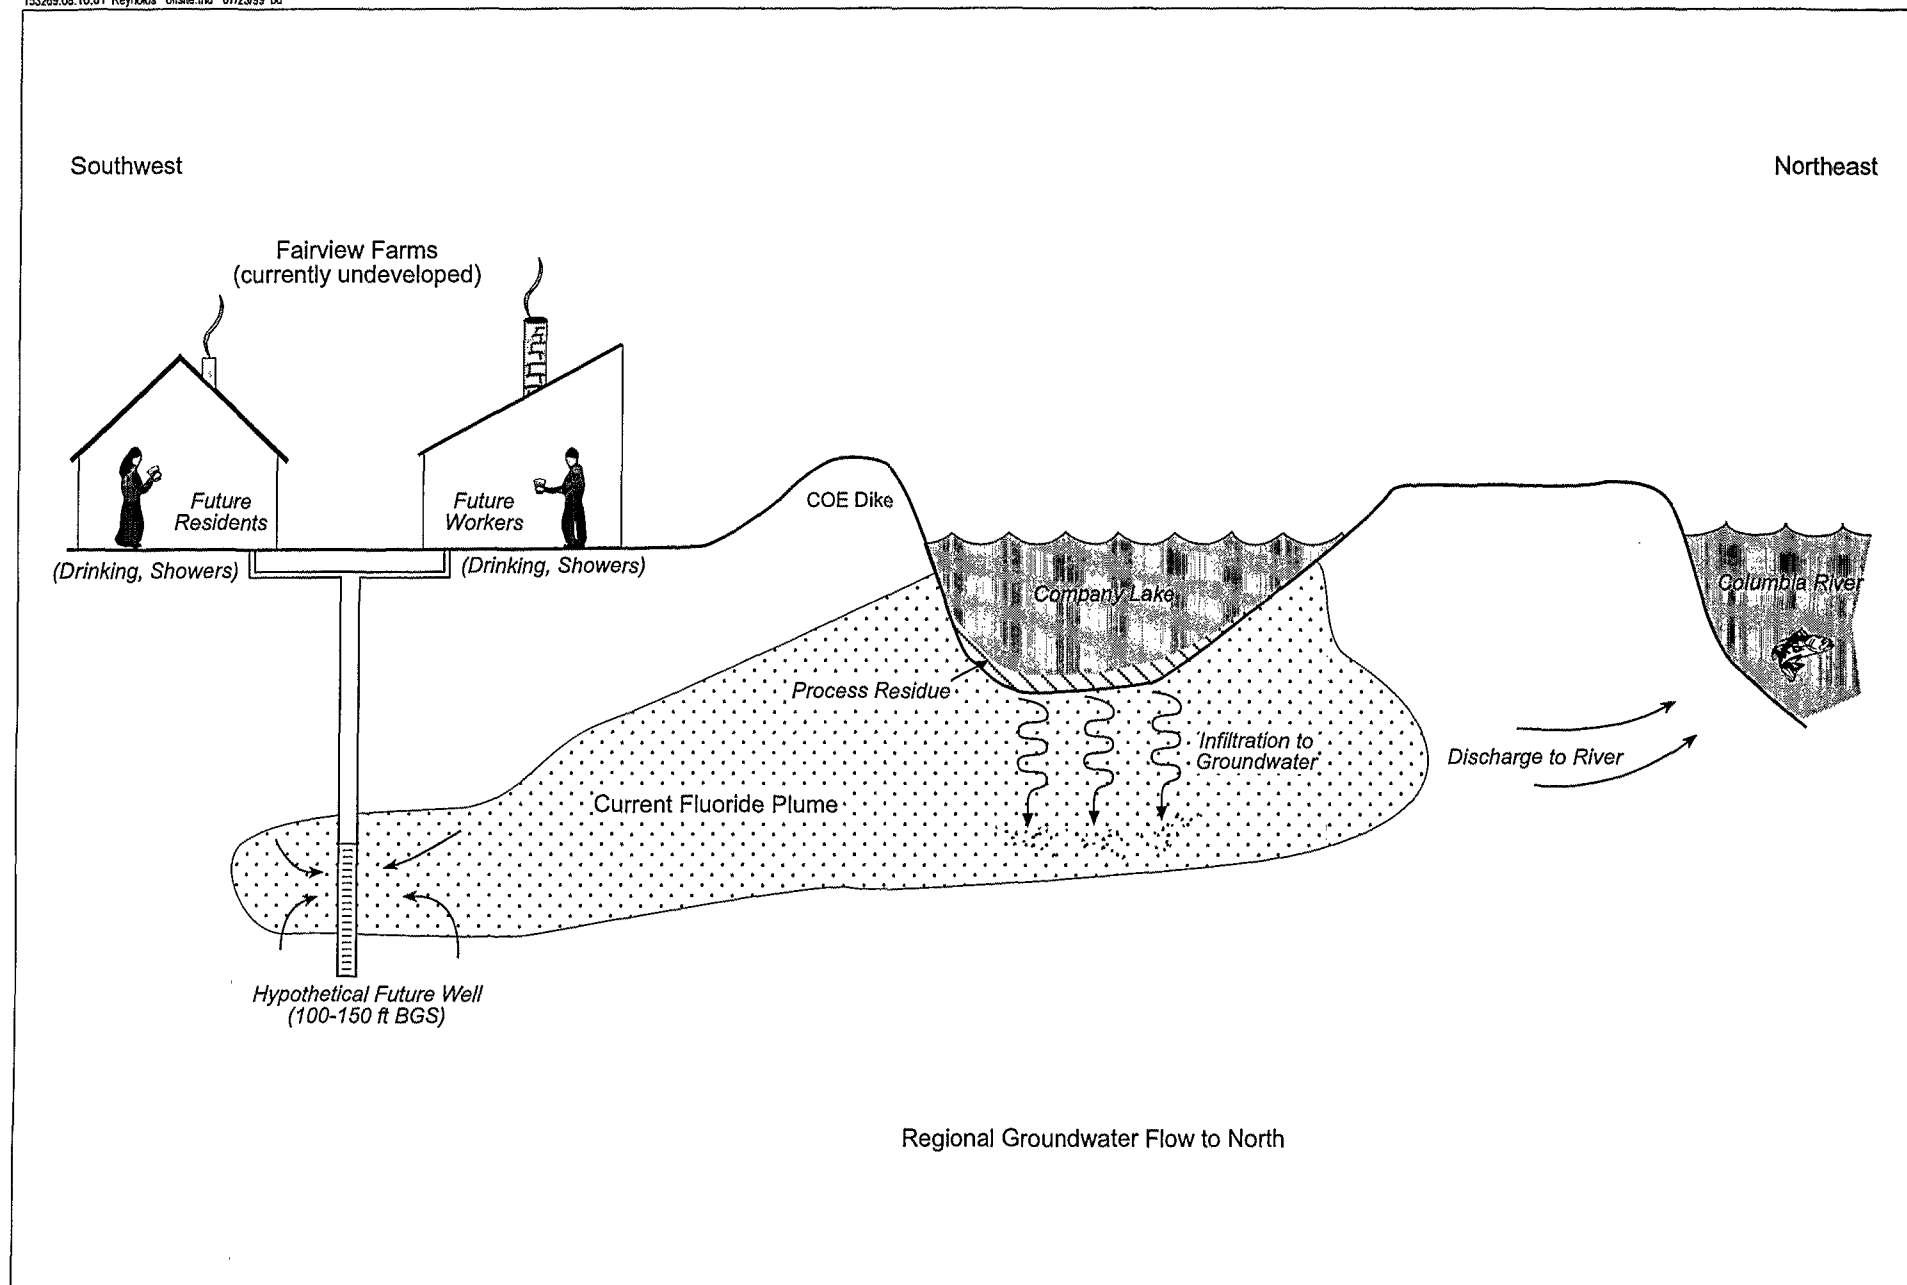 Southwest
Northeast
Fairview Farms
(currently undeveloped)
Future
Residents
Future
Workers
COE Dike
(Drinking, Showers)
(Drinking, Showers)
Company Lake
Columbia River
Process Residue
Infiltration to
Groundwater
Discharge to River
Current Fluoride Plume
Hypothetical Future Well
(100-150 ft BGS)
Regional Groundwater Flow to North